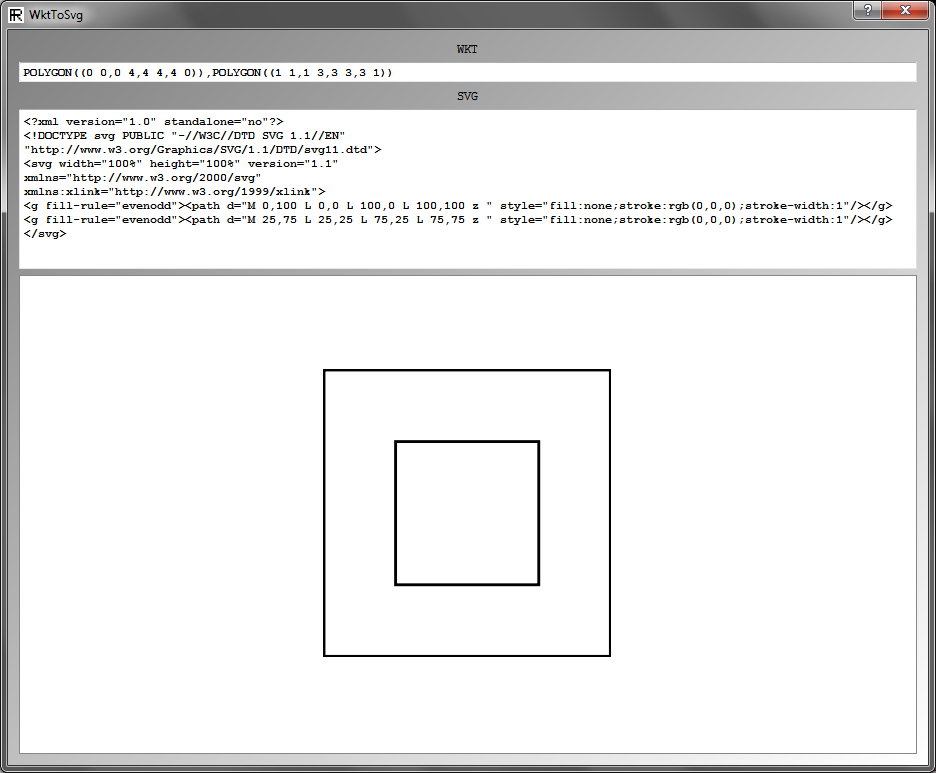 WktToSvg
WKT
POLYGON((0 0,0 4,4 4,4 0)),POLYGON((1 1,1 3,3 3,3 1))
SVG
<?xml version="1.0" standalone="no"?>
<!DOCTYPE svg PUBLIC "-//W3C//DTD SVG 1.1//EN"
"http://www.w3.org/Graphics/SVG/1.1/DTD/svg11.dtd">
<svg width="100%" height="100%" version="1.1"
xmlns="http://www.w3.org/2000/svg"
xmlns:xlink="http://www.w3.org/1999/xlink">
<g fill-rule="evenodd"><path d="M 0,100 L 0,0 L 100,0 L 100,100 z " style="fill:none;stroke:rgb(0,0,0);stroke-width:1"/></g>
<g fill-rule="evenodd"><path d="M 25,75 L 25,25 L 75,25 L 75,75 z " style="fill:none;stroke:rgb(0,0,0);stroke-width:1"/></g>
</svg>